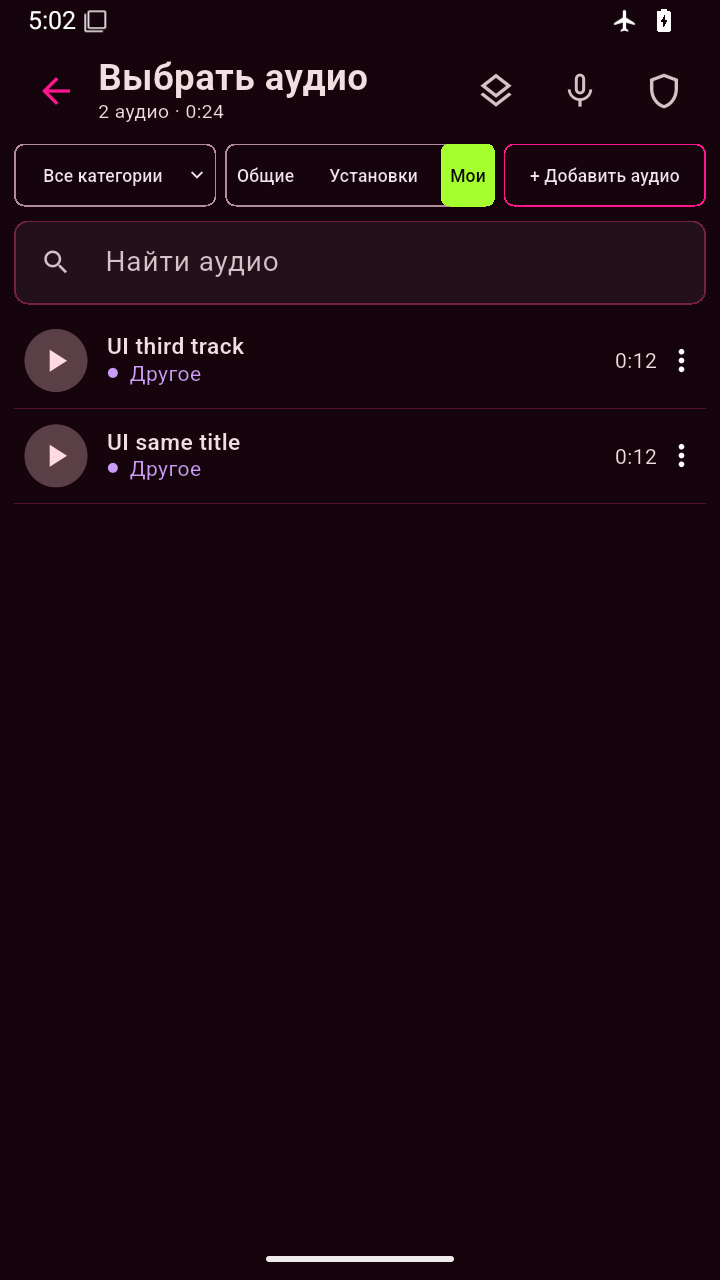 5:02
Выбрать аудио
2 аудио · 0:24
Все категории
Общие
Установки
Мои
+ Добавить аудио
Найти аудио
UI third track
Другое
0:12
UI same title
Другое
0:12